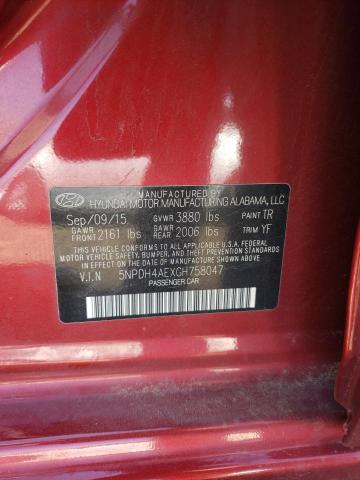 MANUFACTURED BY
HYUNDAI MOTOR MANUFACTURING ALABAMA, LLC
Sep/09/15 GVWR 3880 lbs PAINT TR
GAWR FRONT 2161 lbs GAWR REAR 2006 lbs TRIM YF
THIS VEHICLE CONFORMS TO ALL APPLICABLE U.S.A. FEDERAL
MOTOR VEHICLE SAFETY, BUMPER, AND THEFT PREVENTION
STANDARDS IN EFFECT ON THE DATE OF MANUFACTURE SHOWN ABOVE.
V.I.N 5NPDH4AEXGH758047
PASSENGER CAR